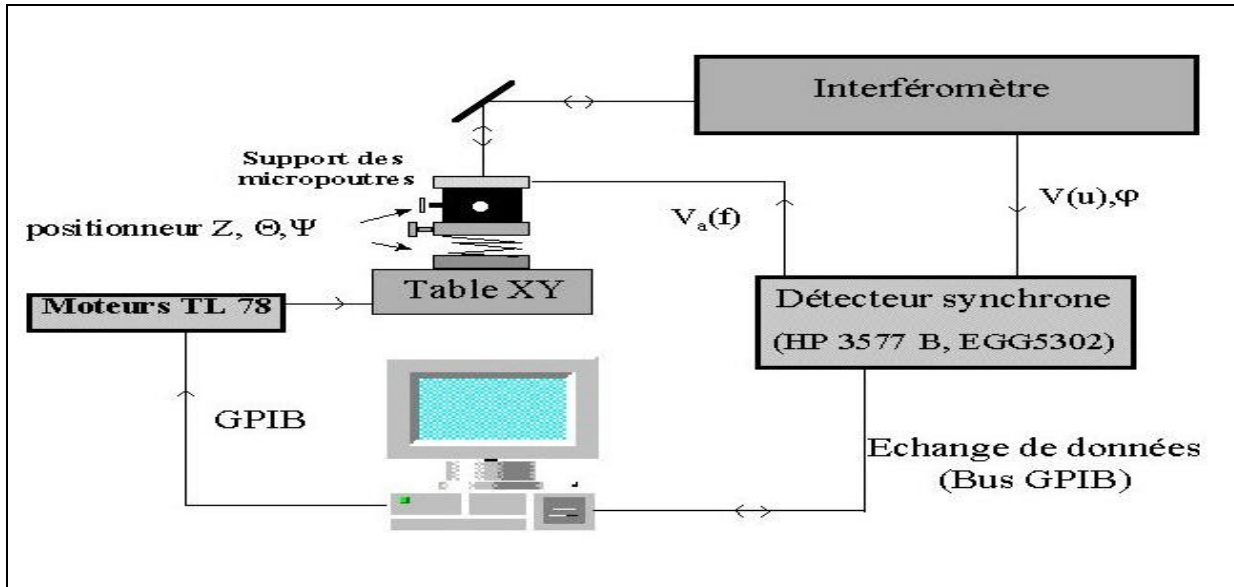 Interféromètre
Support des
micropoutres
positionneur Z, Θ,Ψ
V(u),φ
Va(f)
Table XY
Moteurs TL 78
Détecteur synchrone
(HP 3577 B, EGG5302)
GPIB
Echange de données
(Bus GPIB)